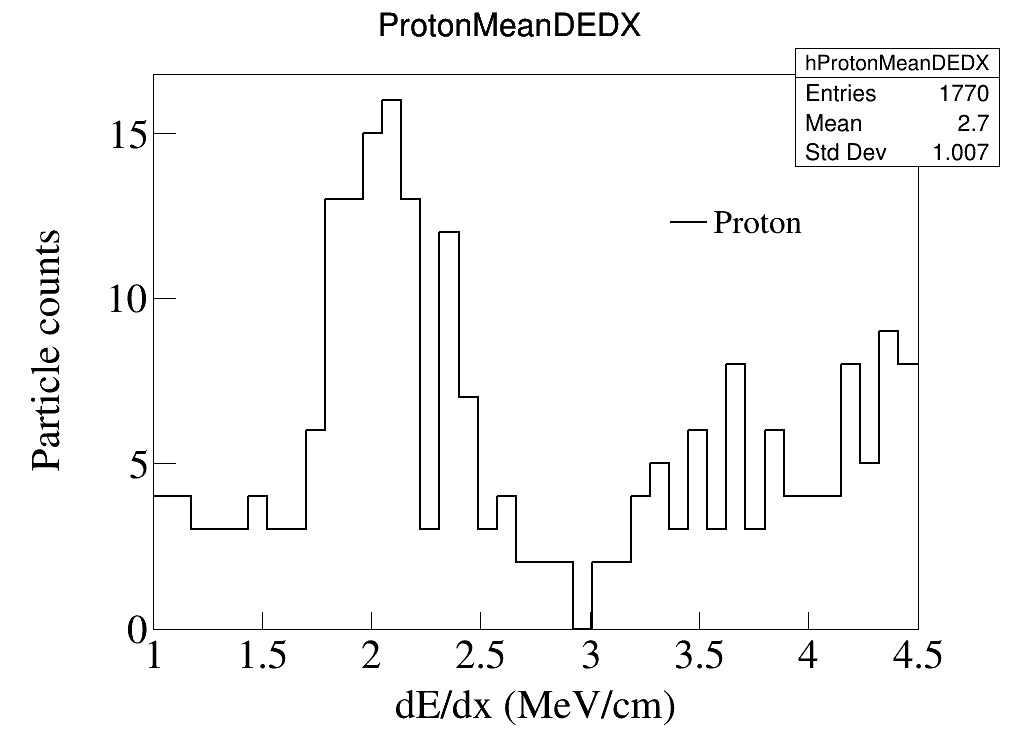 ProtonMeanDEDX
hProtonMeanDEDX
Entries 1770
Mean 2.7
Std Dev 1.007
Proton
Particle counts
15
10
5
0
1 1.5 2 2.5 3 3.5 4 4.5
dE/dx (MeV/cm)